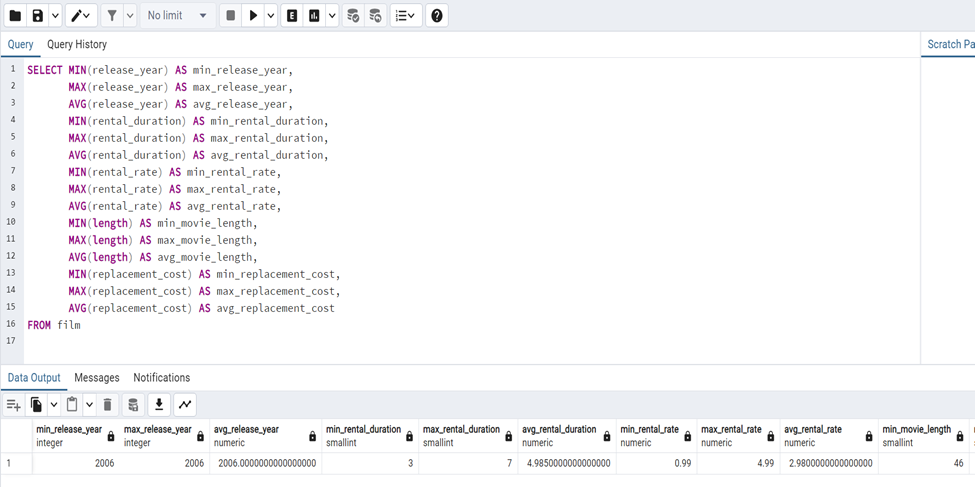 No limit
E
Query Query History
Scratch Pa
1 SELECT MIN(release_year) AS min_release_year,
2 MAX(release_year) AS max_release_year,
3 AVG(release_year) AS avg_release_year,
4 MIN(rental_duration) AS min_rental_duration,
5 MAX(rental_duration) AS max_rental_duration,
6 AVG(rental_duration) AS avg_rental_duration,
7 MIN(rental_rate) AS min_rental_rate,
8 MAX(rental_rate) AS max_rental_rate,
9 AVG(rental_rate) AS avg_rental_rate,
10 MIN(length) AS min_movie_length,
11 MAX(length) AS max_movie_length,
12 AVG(length) AS avg_movie_length,
13 MIN(replacement_cost) AS min_replacement_cost,
14 MAX(replacement_cost) AS max_replacement_cost,
15 AVG(replacement_cost) AS avg_replacement_cost
16 FROM film
17
Data Output Messages Notifications
min_release_year max_release_year avg_release_year min_rental_duration max_rental_duration avg_rental_duration min_rental_rate max_rental_rate avg_rental_rate min_movie_length
integer integer numeric smallint smallint numeric numeric numeric numeric smallint
1 2006 2006 2006.0000000000000000 3 7 4.9850000000000000 0.99 4.99 2.9800000000000000 46